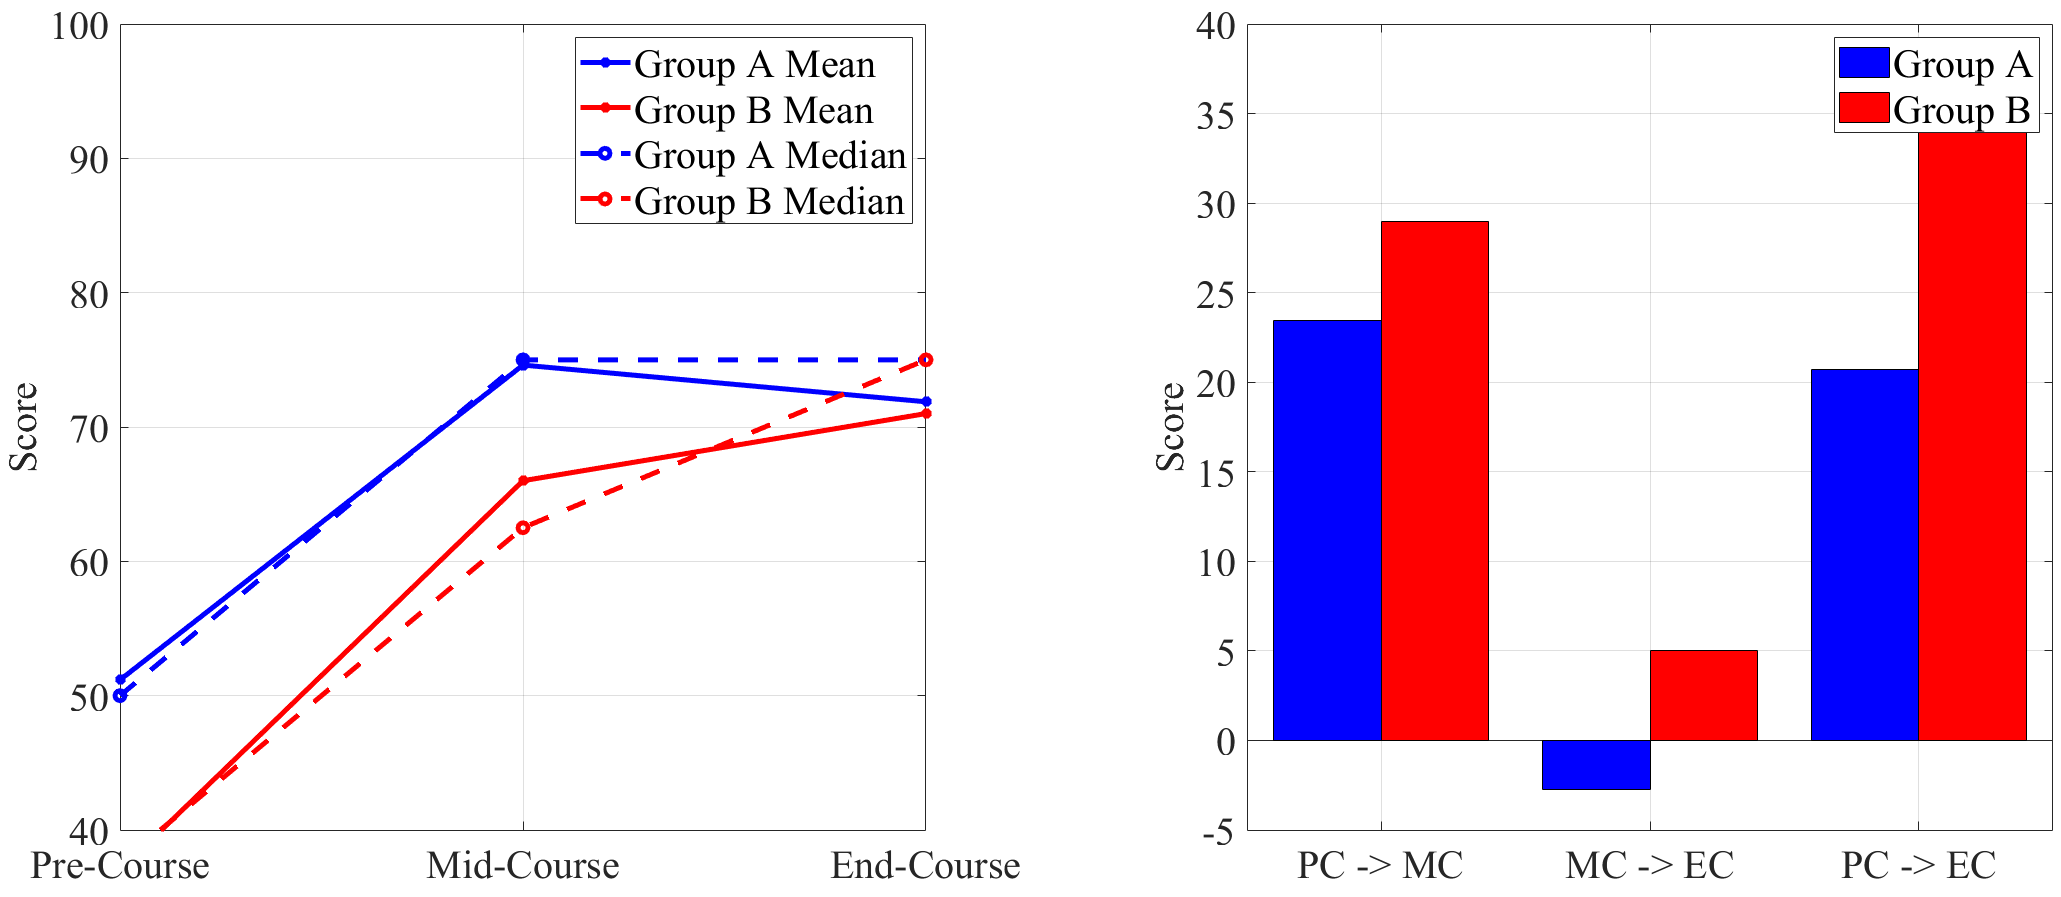 100
90
80
70
60
50
40
Score
Pre-Course
Mid-Course
End-Course
Group A Mean
Group B Mean
Group A Median
Group B Median
40
35
30
25
20
15
10
5
0
-5
Score
PC -> MC
MC -> EC
PC -> EC
Group A
Group B